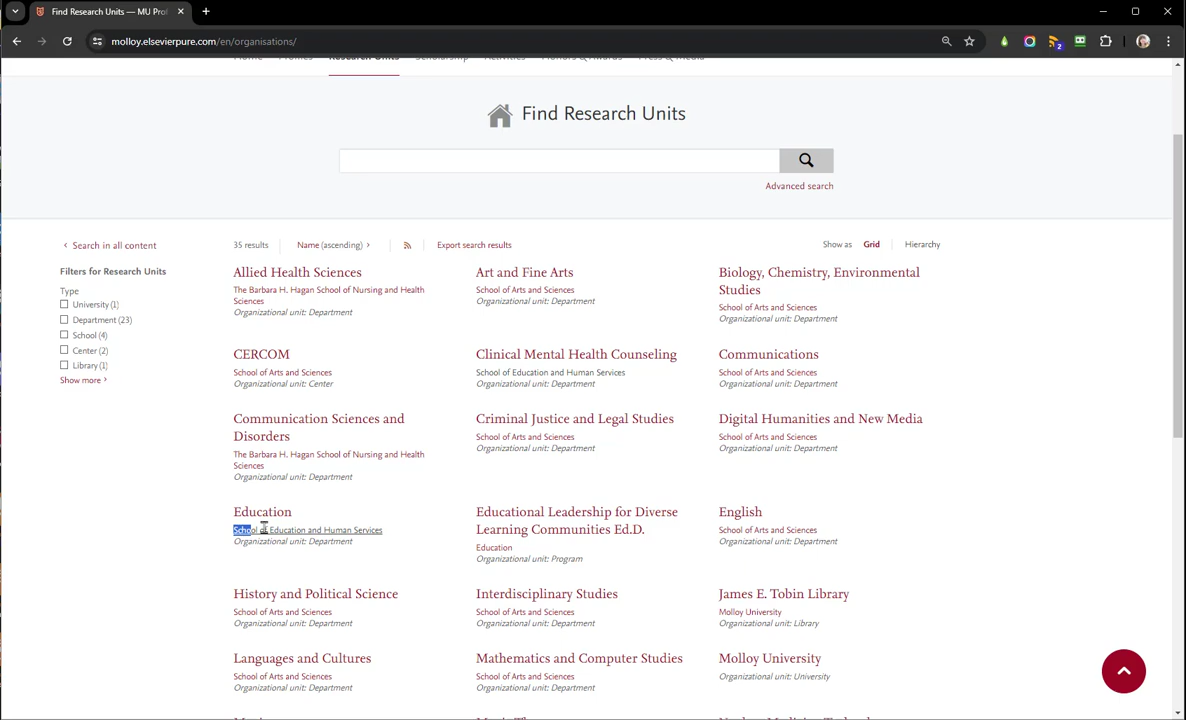 Find Research Units — MU Pro
molloy.elsevierpure.com/en/organisations/
2
Home Profiles Research Units Scholarship Activities Honors & Awards Press & Media
Find Research Units
Advanced search
Search in all content
35 results
Name (ascending)
Export search results
Show as
Grid
Hierarchy
Filters for Research Units
Type
University (1)
Department (23)
School (4)
Center (2)
Library (1)
Show more
Allied Health Sciences
The Barbara H. Hagan School of Nursing and Health
Sciences
Organizational unit: Department
Art and Fine Arts
School of Arts and Sciences
Organizational unit: Department
Biology, Chemistry, Environmental
Studies
School of Arts and Sciences
Organizational unit: Department
CERCOM
School of Arts and Sciences
Organizational unit: Center
Clinical Mental Health Counseling
School of Education and Human Services
Organizational unit: Department
Communications
School of Arts and Sciences
Organizational unit: Department
Communication Sciences and
Disorders
The Barbara H. Hagan School of Nursing and Health
Sciences
Organizational unit: Department
Criminal Justice and Legal Studies
School of Arts and Sciences
Organizational unit: Department
Digital Humanities and New Media
School of Arts and Sciences
Organizational unit: Department
Education
School of Education and Human Services
Organizational unit: Department
Educational Leadership for Diverse
Learning Communities Ed.D.
Education
Organizational unit: Program
English
School of Arts and Sciences
Organizational unit: Department
History and Political Science
School of Arts and Sciences
Organizational unit: Department
Interdisciplinary Studies
School of Arts and Sciences
Organizational unit: Department
James E. Tobin Library
Molloy University
Organizational unit: Library
Languages and Cultures
School of Arts and Sciences
Organizational unit: Department
Mathematics and Computer Studies
School of Arts and Sciences
Organizational unit: Department
Molloy University
Organizational unit: University